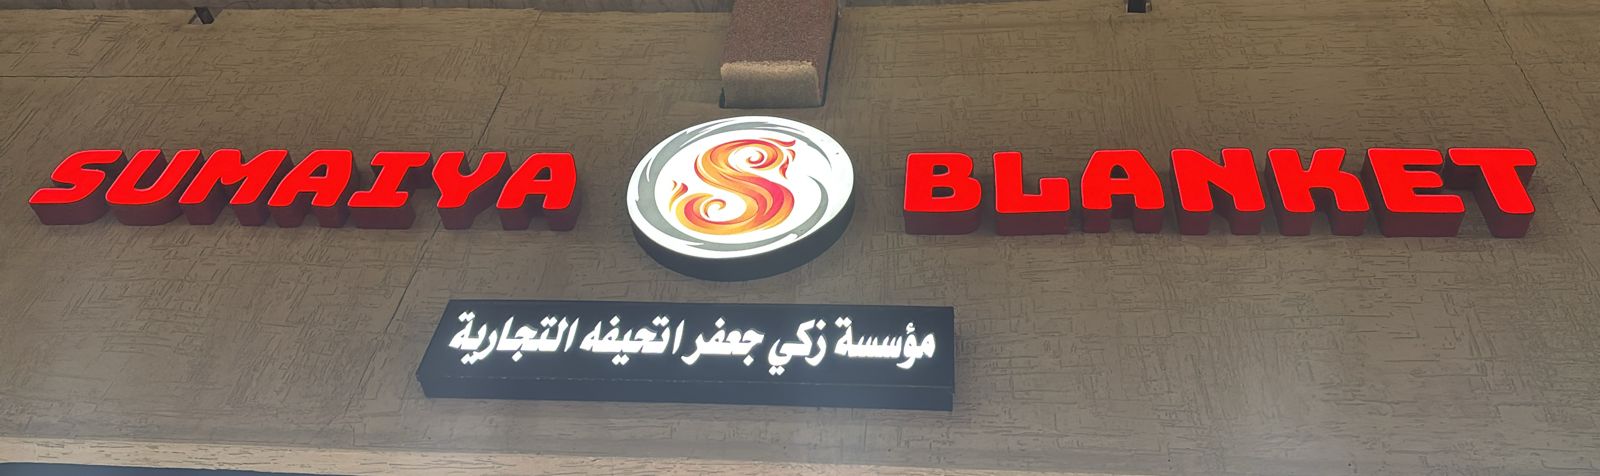 SUMAIYA S BLANKET
مؤسسة زكي جعفر اتحيفه التجارية